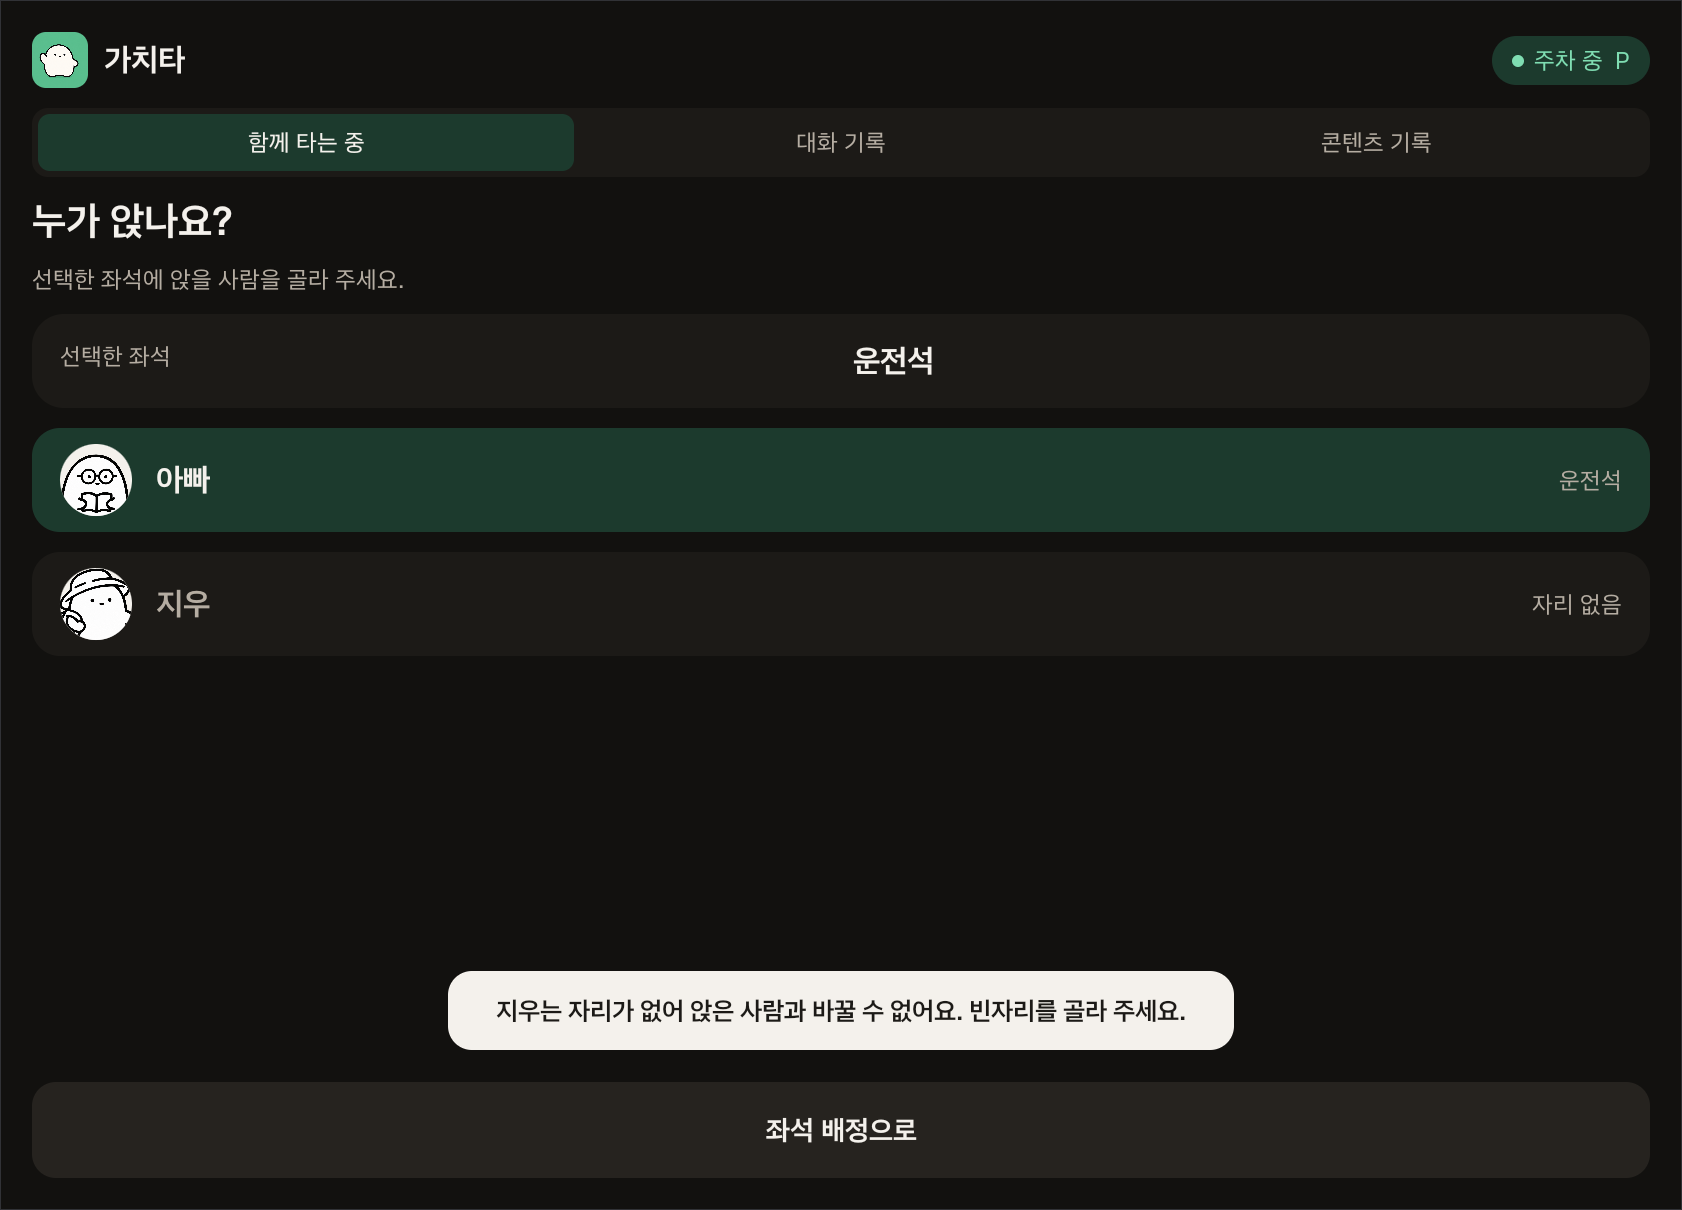 가치타
주차 중 P
함께 타는 중
대화 기록
콘텐츠 기록
누가 앉나요?
선택한 좌석에 앉을 사람을 골라 주세요.
선택한 좌석
운전석
아빠
운전석
지우
자리 없음
지우는 자리가 없어 앉은 사람과 바꿀 수 없어요. 빈자리를 골라 주세요.
좌석 배정으로